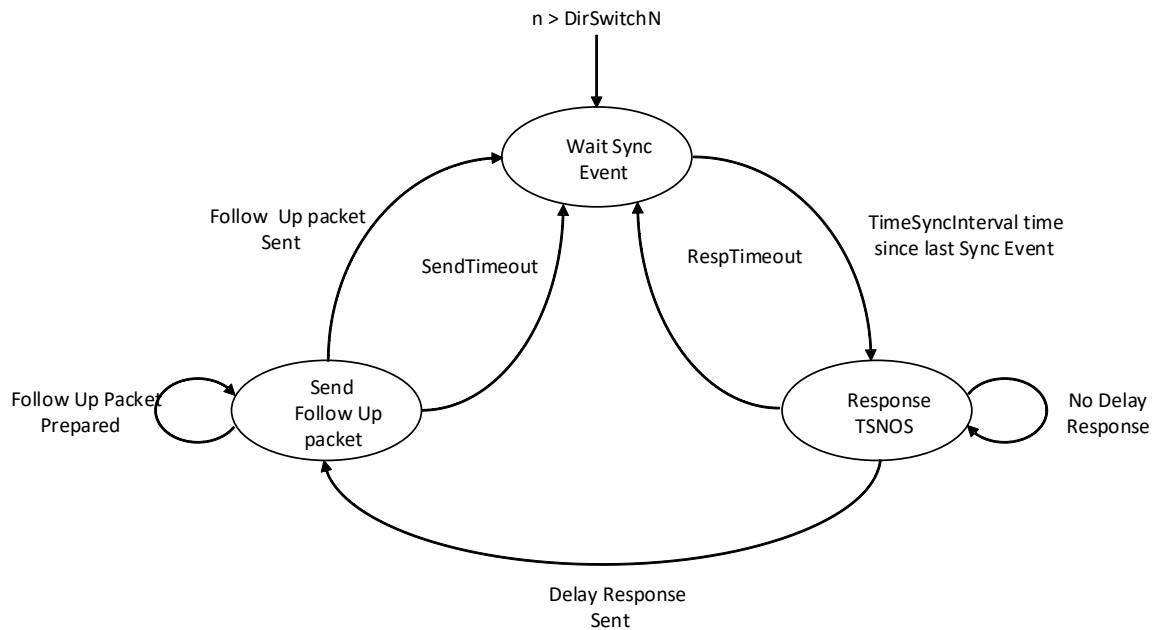 n > DirSwitchN
Wait Sync
Event
Follow Up packet
Sent
SendTimeout
RespTimeout
TimeSyncInterval time
since last Sync Event
Follow Up Packet
Prepared
Send
Follow Up
packet
Response
TSNOS
No Delay
Response
Delay Response
Sent